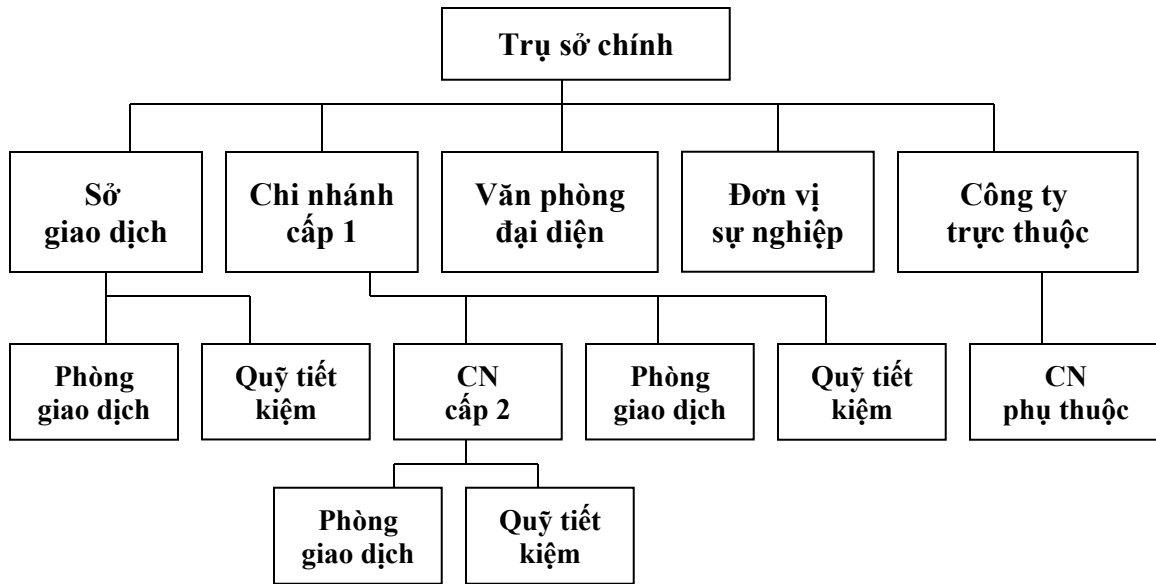 Trụ sở chính
Sở
giao dịch
Chi nhánh
cấp 1
Văn phòng
đại diện
Đơn vị
sự nghiệp
Công ty
trực thuộc
Phòng
giao dịch
Quỹ tiết
kiệm
CN
cấp 2
Phòng
giao dịch
Quỹ tiết
kiệm
CN
phụ thuộc
Phòng
giao dịch
Quỹ tiết
kiệm